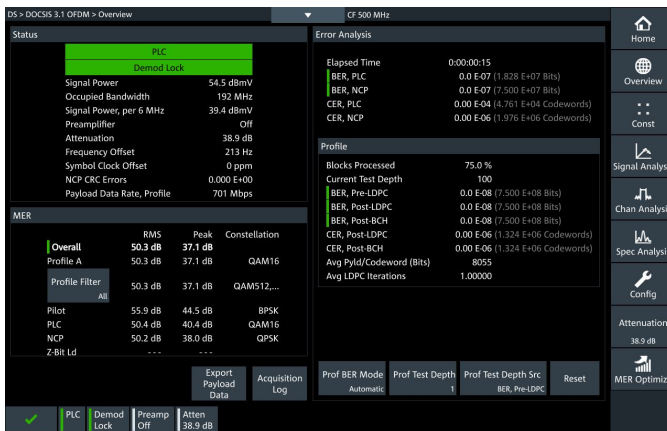 DS > DOCSIS 3.1 OFDM > Overview
CF 500 MHz
Status
PLC
Demod Lock
Signal Power 54.5 dBmV
Occupied Bandwidth 192 MHz
Signal Power, per 6 MHz 39.4 dBmV
Preamplifier Off
Attenuation 38.9 dB
Frequency Offset 213 Hz
Symbol Clock Offset 0 ppm
NCP CRC Errors 0.000 E+00
Payload Data Rate, Profile 701 Mbps
MER
RMS Peak Constellation
Overall 50.3 dB 37.1 dB
Profile A 50.3 dB 37.1 dB QAM16
Profile Filter
All
50.3 dB 37.1 dB QAM512,...
Pilot 55.9 dB 44.5 dB BPSK
PLC 50.4 dB 40.4 dB QAM16
NCP 50.2 dB 38.0 dB QPSK
Z-Bit Ld --- ---
Export
Payload
Data
Acquisition
Log
Error Analysis
Elapsed Time 0:00:00:15
BER, PLC 0.0 E-07 (1.828 E+07 Bits)
BER, NCP 0.0 E-07 (7.500 E+07 Bits)
CER, PLC 0.00 E-04 (4.761 E+04 Codewords)
CER, NCP 0.00 E-06 (1.976 E+06 Codewords)
Profile
Blocks Processed 75.0 %
Current Test Depth 100
BER, Pre-LDPC 0.0 E-08 (7.500 E+08 Bits)
BER, Post-LDPC 0.0 E-08 (7.500 E+08 Bits)
BER, Post-BCH 0.0 E-08 (7.500 E+08 Bits)
CER, Post-LDPC 0.00 E-06 (1.324 E+06 Codewords)
CER, Post-BCH 0.00 E-06 (1.324 E+06 Codewords)
Avg Pyld/Codeword (Bits) 8055
Avg LDPC Iterations 1.00000
Prof BER Mode
Automatic
Prof Test Depth
1
Prof Test Depth Src
BER, Pre-LDPC
Reset
Home
Overview
Const
Signal Analys
Chan Analysi
Spec Analysi
Config
Attenuation
38.9 dB
MER Optimiz
PLC
Demod
Lock
Preamp
Off
Atten
38.9 dB